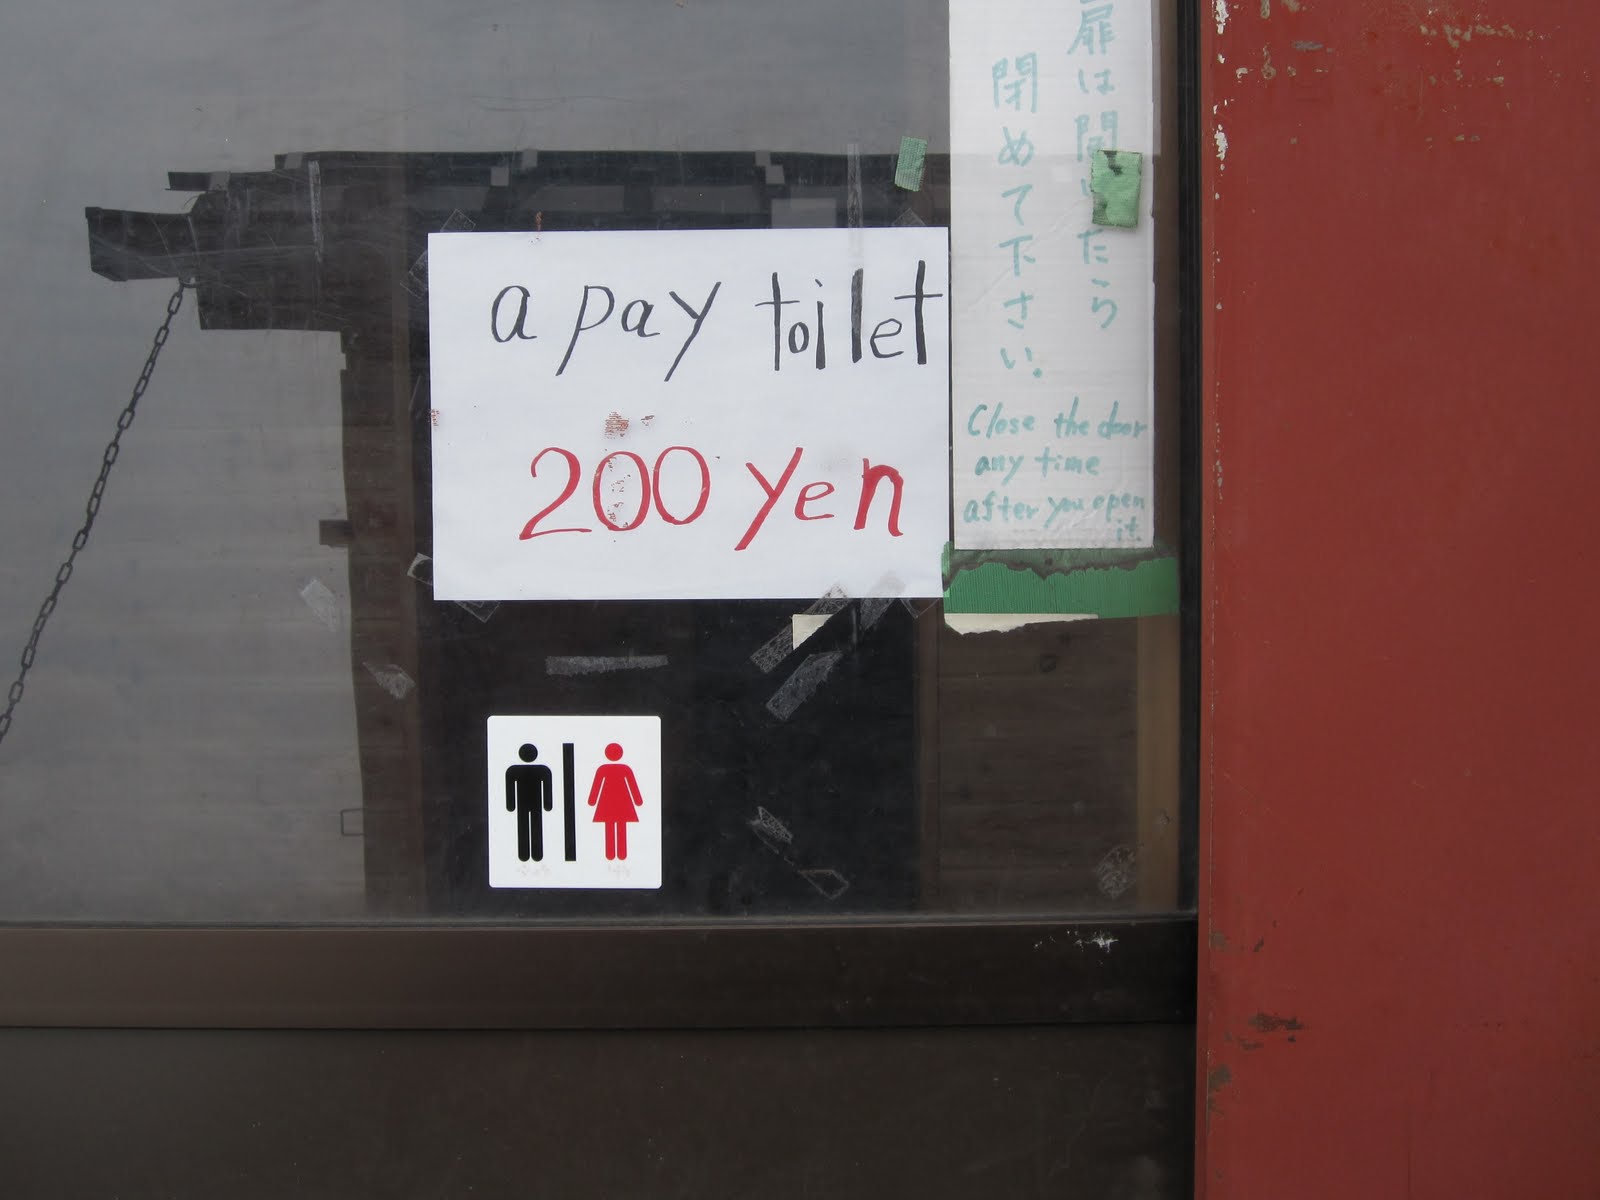 a pay toilet
200 yen
扉は開いたら
閉めて下さい。
Close the door
any time
after you open
it.